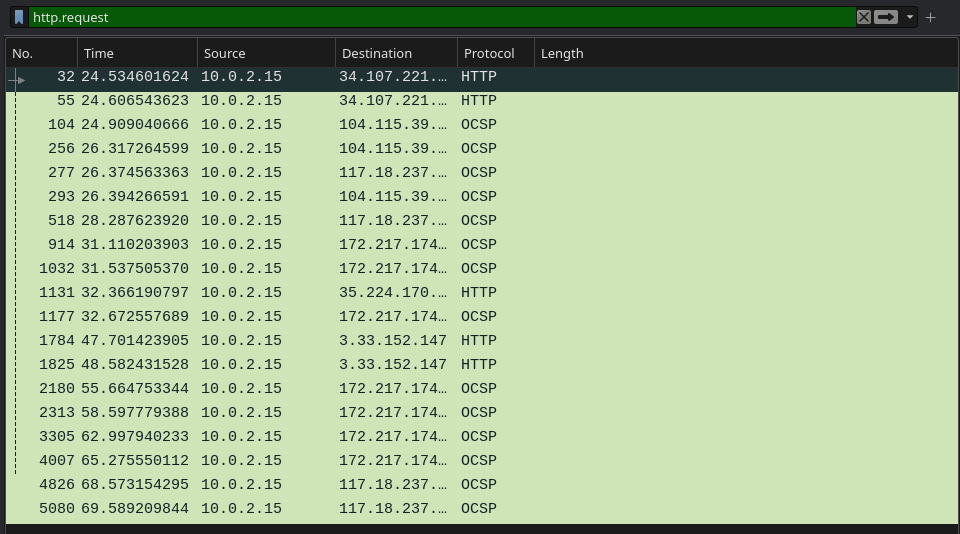 http.request
No. Time Source Destination Protocol Length
32 24.534601624 10.0.2.15 34.107.221.… HTTP
55 24.606543623 10.0.2.15 34.107.221.… HTTP
104 24.909040666 10.0.2.15 104.115.39.… OCSP
256 26.317264599 10.0.2.15 104.115.39.… OCSP
277 26.374563363 10.0.2.15 117.18.237.… OCSP
293 26.394266591 10.0.2.15 104.115.39.… OCSP
518 28.287623920 10.0.2.15 117.18.237.… OCSP
914 31.110203903 10.0.2.15 172.217.174… OCSP
1032 31.537505370 10.0.2.15 172.217.174… OCSP
1131 32.366190797 10.0.2.15 35.224.170.… HTTP
1177 32.672557689 10.0.2.15 172.217.174… OCSP
1784 47.701423905 10.0.2.15 3.33.152.147 HTTP
1825 48.582431528 10.0.2.15 3.33.152.147 HTTP
2180 55.664753344 10.0.2.15 172.217.174… OCSP
2313 58.597779388 10.0.2.15 172.217.174… OCSP
3305 62.997940233 10.0.2.15 172.217.174… OCSP
4007 65.275550112 10.0.2.15 172.217.174… OCSP
4826 68.573154295 10.0.2.15 117.18.237.… OCSP
5080 69.589209844 10.0.2.15 117.18.237.… OCSP